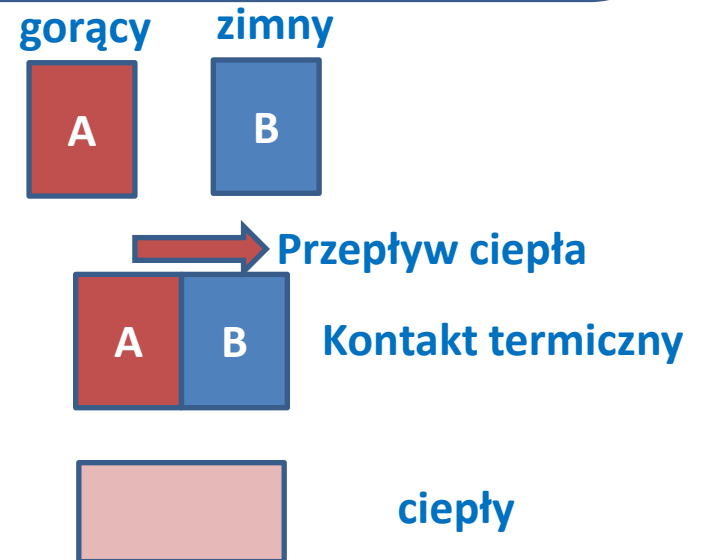 gorący zimny
A B
Przepływ ciepła
A B Kontakt termiczny
ciepły